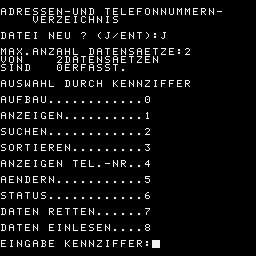 ADRESSEN-UND TELEFONNUMMERN-
VERZEICHNIS
DATEI NEU ? (J/ENT):J
MAX.ANZAHL DATENSAETZE:2
VON    2DATENSAETZEN
SIND   0ERFASST.
AUSWAHL DURCH KENNZIFFER
AUFBAU............0
ANZEIGEN..........1
SUCHEN............2
SORTIEREN.........3
ANZEIGEN TEL.-NR..4
AENDERN...........5
STATUS............6
DATEN RETTEN......7
DATEN EINLESEN....8
EINGABE KENNZIFFER: